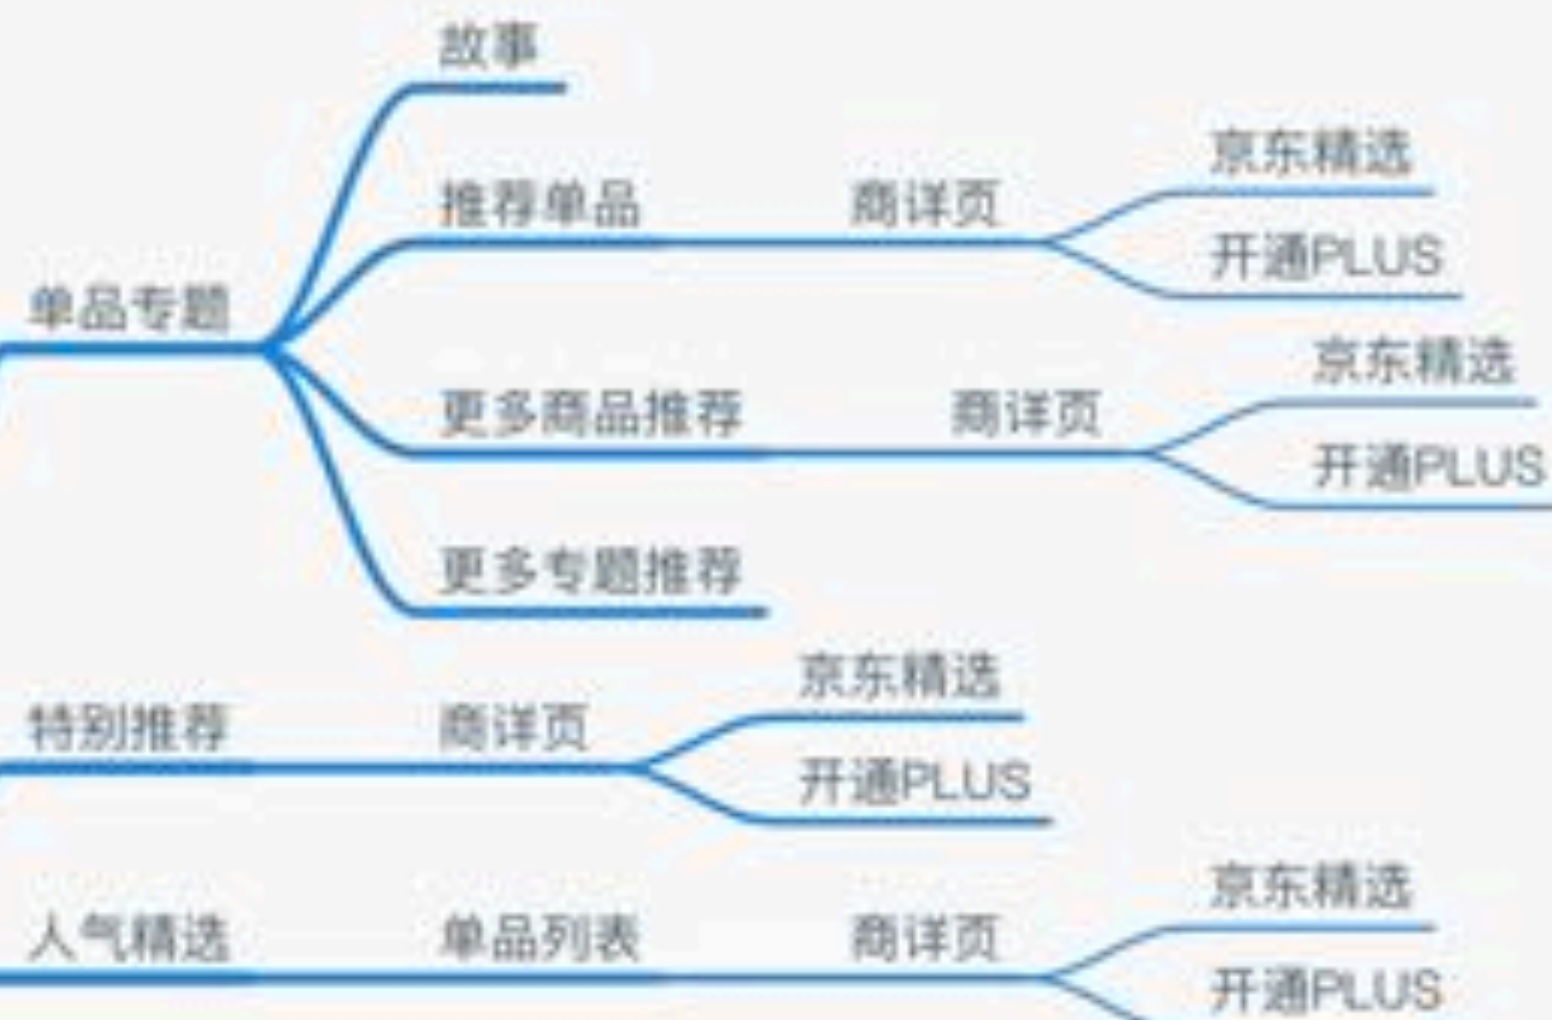 故事
京东精选
推荐单品 商详页
开通PLUS
单品专题
京东精选
更多商品推荐 商详页
开通PLUS
更多专题推荐
京东精选
特别推荐 商详页
开通PLUS
京东精选
人气精选 单品列表 商详页
开通PLUS